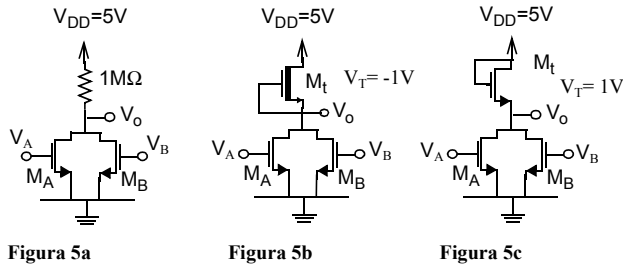 V_DD=5V
1MΩ
V_o
V_A
V_B
M_A
M_B
Figura 5a
V_DD=5V
M_t
V_T= -1V
V_o
V_A
V_B
M_A
M_B
Figura 5b
V_DD=5V
M_t
V_T= 1V
V_o
V_A
V_B
M_A
M_B
Figura 5c